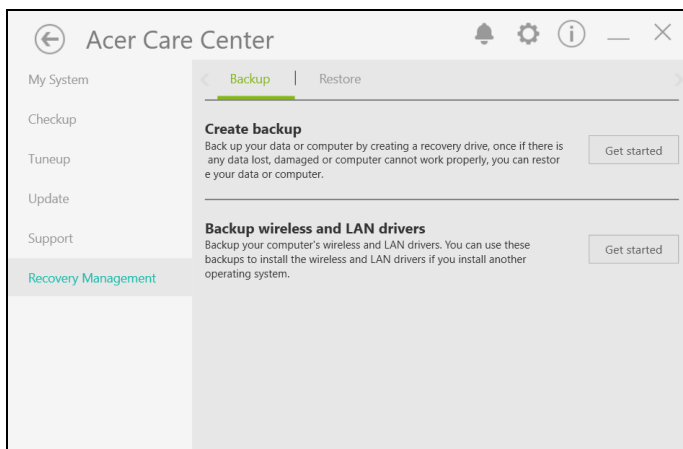 Acer Care Center
My System
Checkup
Tuneup
Update
Support
Recovery Management
Backup | Restore
Create backup
Back up your data or computer by creating a recovery drive, once if there is
any data lost, damaged or computer cannot work properly, you can restor
e your data or computer.
Get started
Backup wireless and LAN drivers
Backup your computer's wireless and LAN drivers. You can use these
backups to install the wireless and LAN drivers if you install another
operating system.
Get started